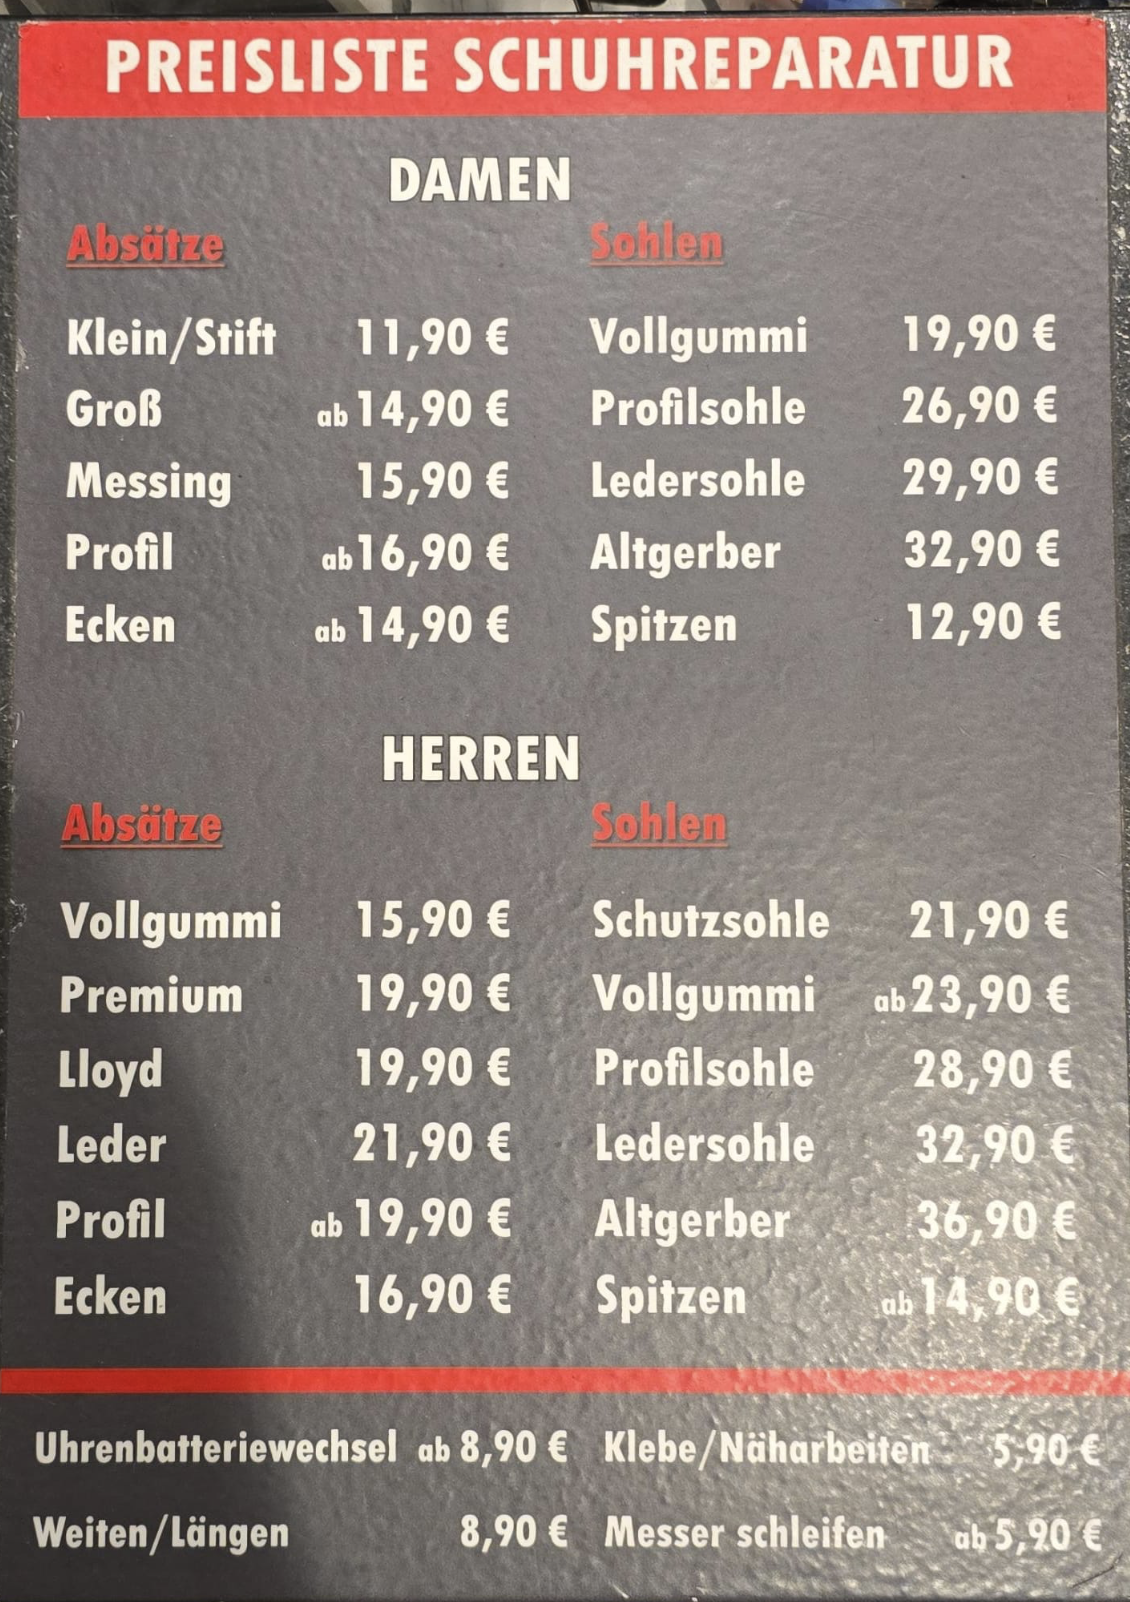 PREISLISTE SCHUHREPARATUR
DAMEN
Absätze Sohlen
Klein/Stift 11,90 € Vollgummi 19,90 €
Groß ab 14,90 € Profilsohle 26,90 €
Messing 15,90 € Ledersohle 29,90 €
Profil ab 16,90 € Altgerber 32,90 €
Ecken ab 14,90 € Spitzen 12,90 €
HERREN
Absätze Sohlen
Vollgummi 15,90 € Schutzsohle 21,90 €
Premium 19,90 € Vollgummi ab 23,90 €
Lloyd 19,90 € Profilsohle 28,90 €
Leder 21,90 € Ledersohle 32,90 €
Profil ab 19,90 € Altgerber 36,90 €
Ecken 16,90 € Spitzen ab 14,90 €
Uhrenbatteriewechsel ab 8,90 € Klebe/Näharbeiten 5,90 €
Weiten/Längen 8,90 € Messer schleifen ab 5,90 €